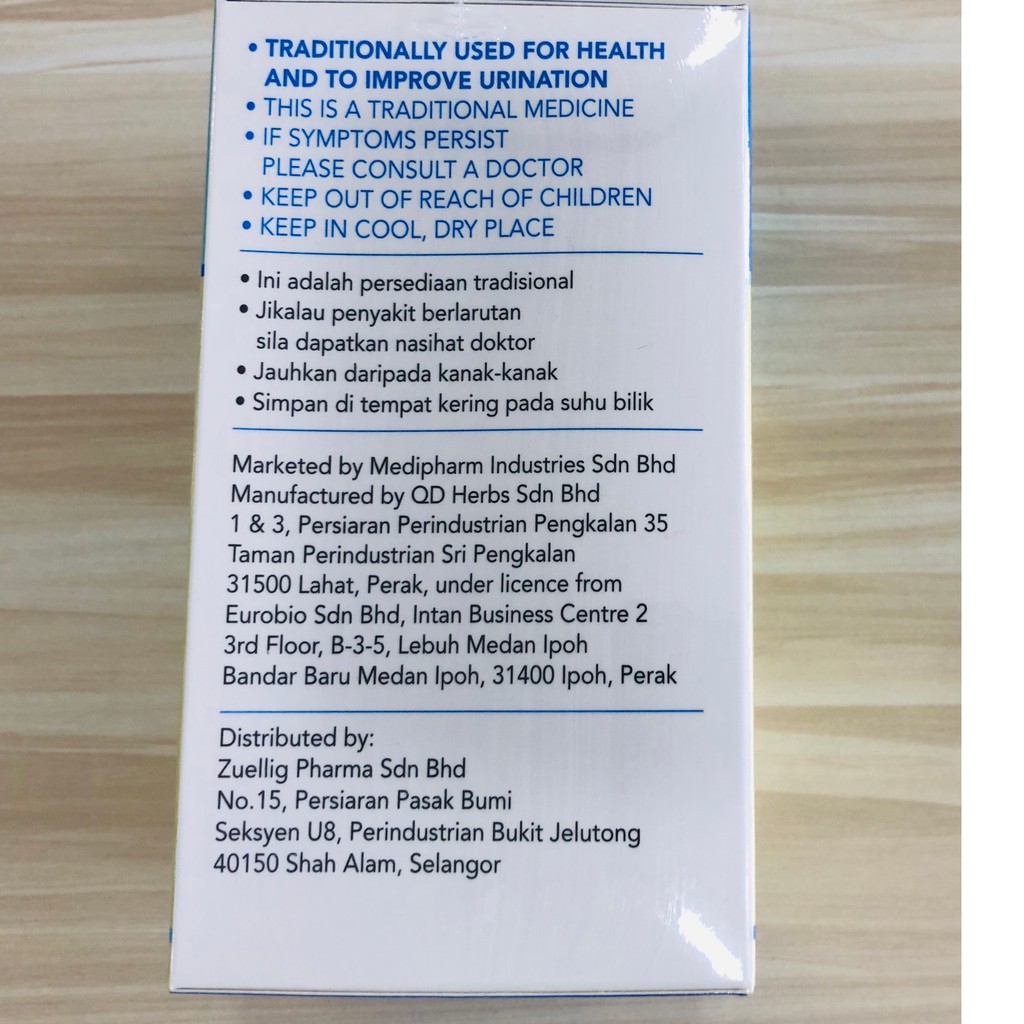 • TRADITIONALLY USED FOR HEALTH
AND TO IMPROVE URINATION
• THIS IS A TRADITIONAL MEDICINE
• IF SYMPTOMS PERSIST
PLEASE CONSULT A DOCTOR
• KEEP OUT OF REACH OF CHILDREN
• KEEP IN COOL, DRY PLACE
• Ini adalah persediaan tradisional
• Jikalau penyakit berlarutan
sila dapatkan nasihat doktor
• Jauhkan daripada kanak-kanak
• Simpan di tempat kering pada suhu bilik
Marketed by Medipharm Industries Sdn Bhd
Manufactured by QD Herbs Sdn Bhd
1 & 3, Persiaran Perindustrian Pengkalan 35
Taman Perindustrian Sri Pengkalan
31500 Lahat, Perak, under licence from
Eurobio Sdn Bhd, Intan Business Centre 2
3rd Floor, B-3-5, Lebuh Medan Ipoh
Bandar Baru Medan Ipoh, 31400 Ipoh, Perak
Distributed by:
Zuellig Pharma Sdn Bhd
No.15, Persiaran Pasak Bumi
Seksyen U8, Perindustrian Bukit Jelutong
40150 Shah Alam, Selangor